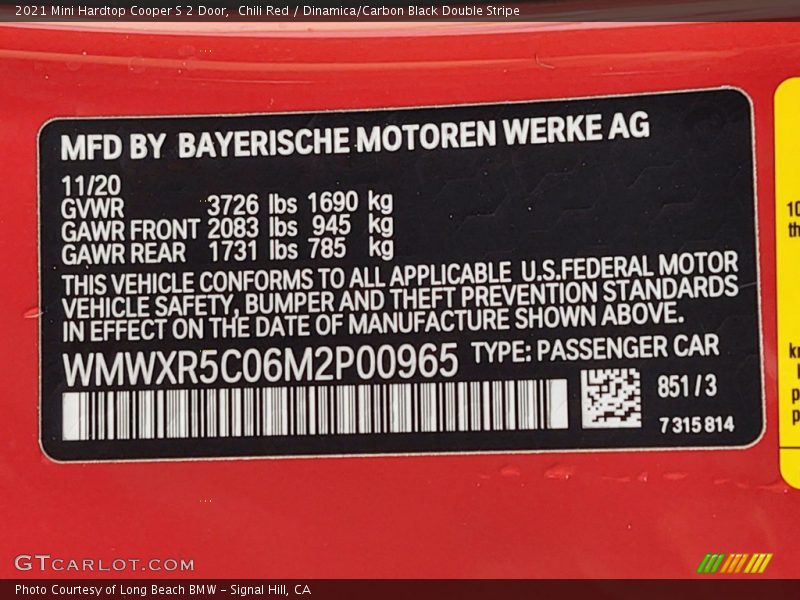 2021 Mini Hardtop Cooper S 2 Door,  Chili Red / Dinamica/Carbon Black Double Stripe
MFD BY BAYERISCHE MOTOREN WERKE AG
11/20
GVWR 3726 lbs 1690 kg
GAWR FRONT 2083 lbs 945 kg
GAWR REAR 1731 lbs 785 kg
THIS VEHICLE CONFORMS TO ALL APPLICABLE U.S.FEDERAL MOTOR
VEHICLE SAFETY, BUMPER AND THEFT PREVENTION STANDARDS
IN EFFECT ON THE DATE OF MANUFACTURE SHOWN ABOVE.
WMWXR5C06M2P00965 TYPE: PASSENGER CAR
851/3
7315814
GTCARLOT.COM
Photo Courtesy of Long Beach BMW – Signal Hill, CA